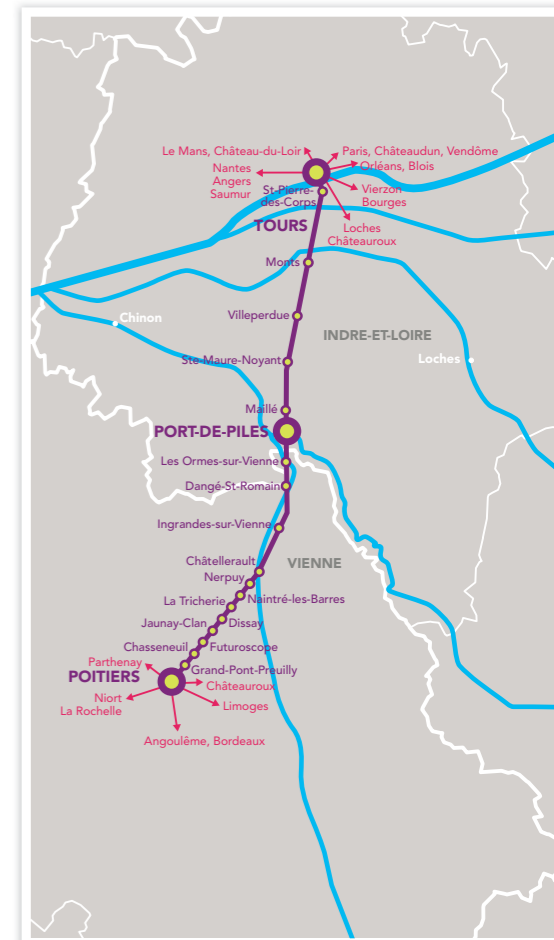 Le Mans, Château-du-Loir
Paris, Châteaudun, Vendôme
Orléans, Blois
Nantes
Angers
Saumur
Vierzon
Bourges
St-Pierre-
des-Corps
TOURS
Loches
Châteauroux
Monts
Chinon
Villeperdue
INDRE-ET-LOIRE
Ste-Maure-Noyant
Loches
Maillé
PORT-DE-PILES
Les Ormes-sur-Vienne
Dangé-St-Romain
Ingrandes-sur-Vienne
Châtellerault
VIENNE
Nerpuy
Naintré-les-Barres
La Tricherie
Dissay
Jaunay-Clan
Futuroscope
Chasseneuil
Grand-Pont-Preuilly
Parthenay
POITIERS
Châteauroux
Niort
La Rochelle
Limoges
Angoulême, Bordeaux